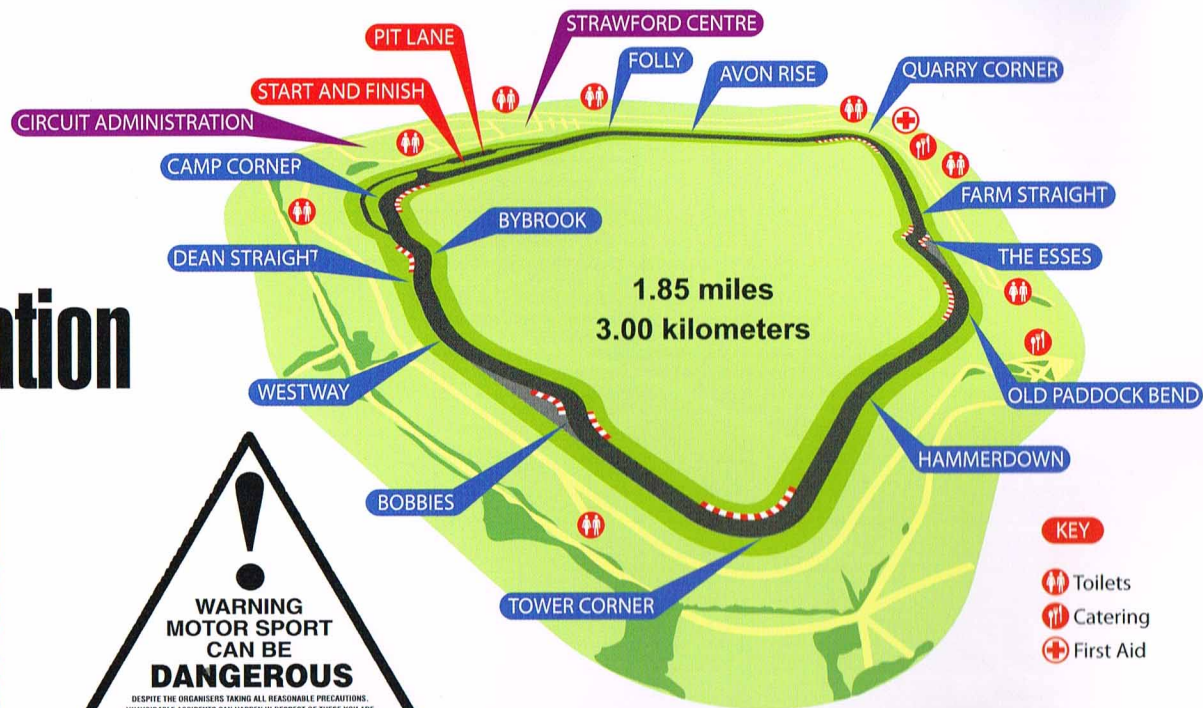 PIT LANE
STRAWFORD CENTRE
FOLLY
AVON RISE
QUARRY CORNER
START AND FINISH
CIRCUIT ADMINISTRATION
CAMP CORNER
FARM STRAIGHT
BYBROOK
DEAN STRAIGHT
THE ESSES
1.85 miles
3.00 kilometers
ation
WESTWAY
OLD PADDOCK BEND
HAMMERDOWN
BOBBIES
TOWER CORNER
KEY
Toilets
Catering
First Aid
!
WARNING
MOTOR SPORT
CAN BE
DANGEROUS
DESPITE THE ORGANISERS TAKING ALL REASONABLE PRECAUTIONS,